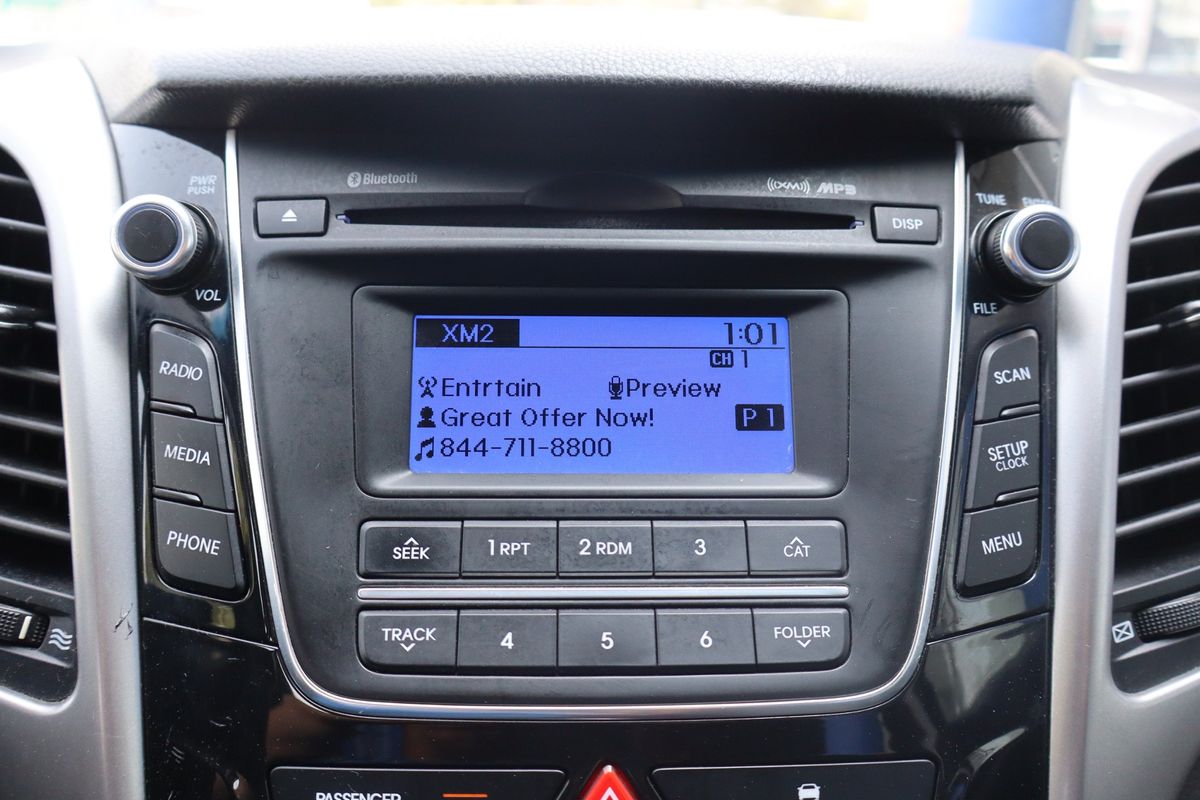 Bluetooth
PWR
PUSH
(((XM))) MP3
TUNE
DISP
VOL
FILE
XM2 1:01
CH 1
Entrtain Preview
Great Offer Now! P 1
844-711-8800
RADIO
MEDIA
PHONE
SCAN
SETUP
CLOCK
MENU
SEEK 1 RPT 2 RDM 3 CAT
TRACK 4 5 6 FOLDER
PASSENGER